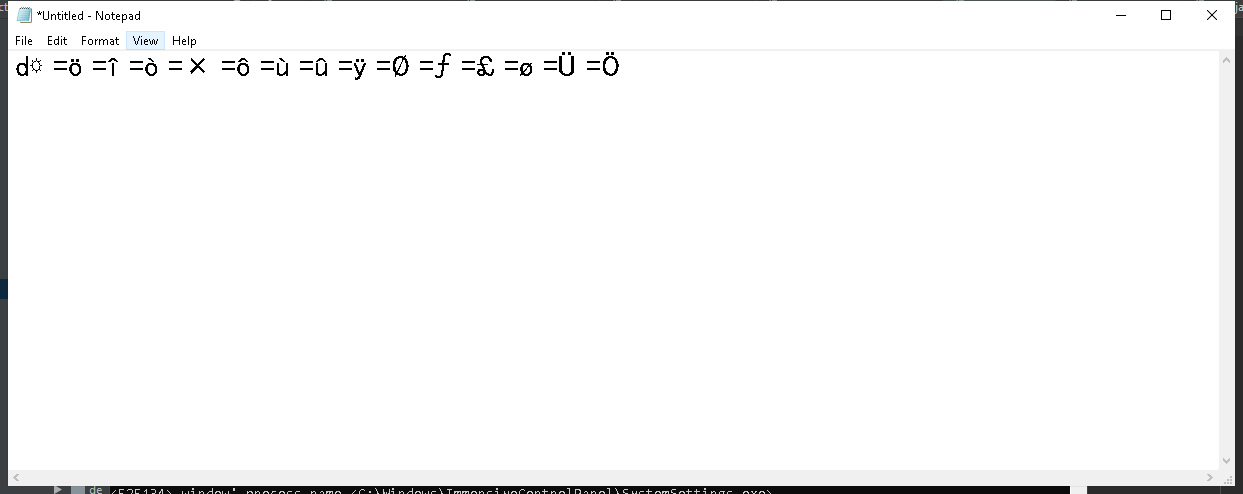 *Untitled - Notepad
File Edit Format View Help
d☼ =ö =î =ò =× =ô =ù =û =ÿ =Ø =ƒ =£ =ø =Ü =Ö
de <525134> window' process name <C:\Windows\ImmersiveControlPanel\SystemSettings.exe>